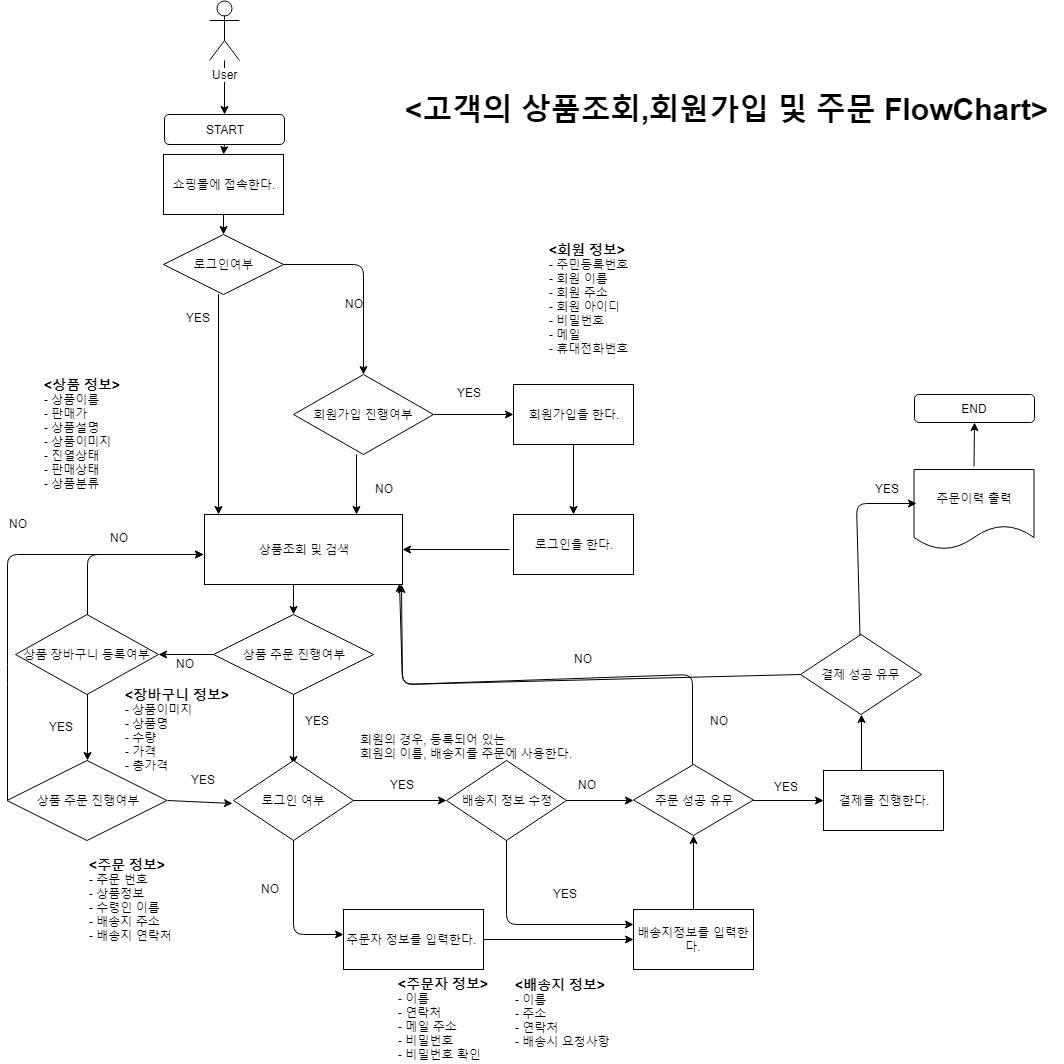 User
<고객의 상품조회,회원가입 및 주문 FlowChart>
START
쇼핑몰에 접속한다.
로그인여부
YES
NO
<회원 정보>
- 주민등록번호
- 회원 이름
- 회원 주소
- 회원 아이디
- 비밀번호
- 메일
- 휴대전화번호
<상품 정보>
- 상품이름
- 판매가
- 상품설명
- 상품이미지
- 진열상태
- 판매상태
- 상품분류
회원가입 진행여부
YES
회원가입을 한다.
NO
END
YES
주문이력 출력
NO
NO
상품조회 및 검색
로그인을 한다.
상품 장바구니 등록여부
NO
상품 주문 진행여부
NO
결제 성공 유무
<장바구니 정보>
- 상품이미지
- 상품명
- 수량
- 가격
- 총가격
YES
YES
NO
회원의 경우, 등록되어 있는
회원의 이름, 배송지를 주문에 사용한다.
상품 주문 진행여부
YES
로그인 여부
YES
배송지 정보 수정
NO
주문 성공 유무
YES
결제를 진행한다.
<주문 정보>
- 주문 번호
- 상품정보
- 수령인 이름
- 배송지 주소
- 배송지 연락처
NO
YES
주문자 정보를 입력한다.
배송지정보를 입력한
다.
<주문자 정보>
- 이름
- 연락처
- 메일 주소
- 비밀번호
- 비밀번호 확인
<배송지 정보>
- 이름
- 주소
- 연락처
- 배송시 요청사항